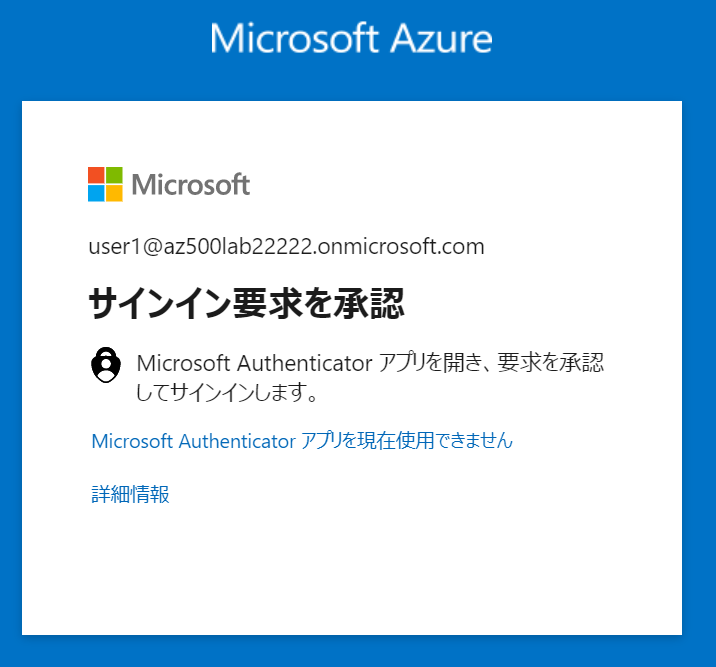 Microsoft Azure
Microsoft
user1@az500lab22222.onmicrosoft.com
サインイン要求を承認
Microsoft Authenticator アプリを開き、要求を承認
してサインインします。
Microsoft Authenticator アプリを現在使用できません
詳細情報